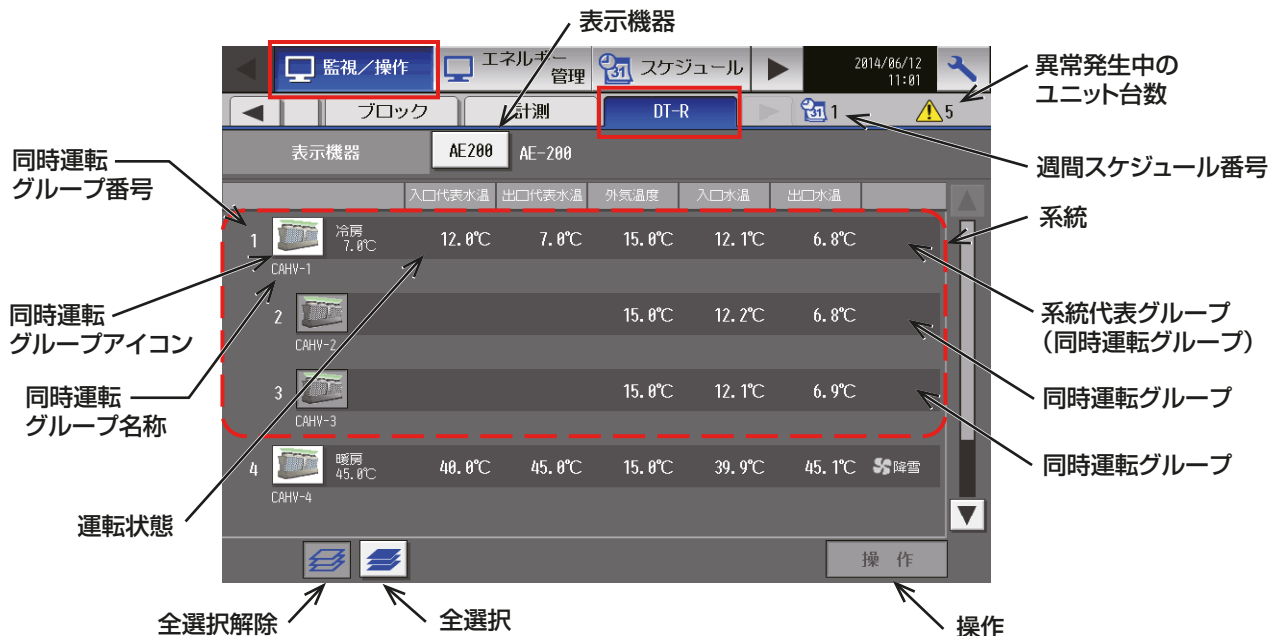 表示機器
監視／操作
エネルギー
管理
スケジュール
2014/06/12
11:01
異常発生中の
ユニット台数
ブロック
計測
DT-R
31 1
5
表示機器
AE200
AE-200
週間スケジュール番号
同時運転
グループ番号
入口代表水温 出口代表水温 外気温度 入口水温 出口水温
系統
1 冷房
7.0℃
12.0℃ 7.0℃ 15.0℃ 12.1℃ 6.8℃
CAHV-1
同時運転
グループアイコン
2 15.0℃ 12.2℃ 6.8℃
CAHV-2
系統代表グループ
（同時運転グループ）
同時運転
グループ名称
3 15.0℃ 12.1℃ 6.9℃
CAHV-3
同時運転グループ
4 暖房
45.0℃
40.0℃ 45.0℃ 15.0℃ 39.9℃ 45.1℃ 降雪
CAHV-4
同時運転グループ
運転状態
操 作
全選択解除
全選択
操作